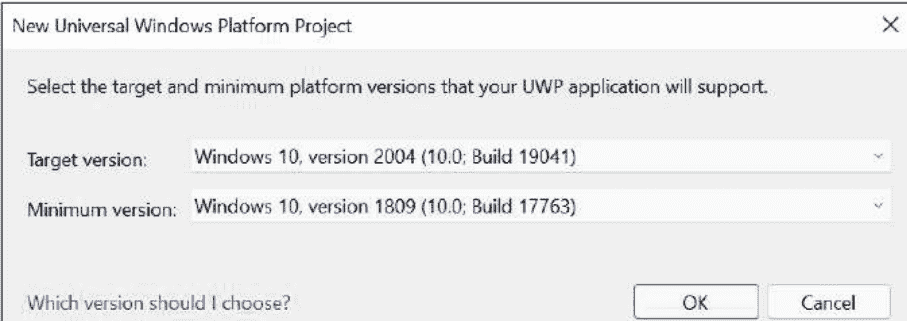 New Universal Windows Platform Project
Select the target and minimum platform versions that your UWP application will support.
Target version: Windows 10, version 2004 (10.0; Build 19041)
Minimum version: Windows 10, version 1809 (10.0; Build 17763)
Which version should I choose? OK Cancel